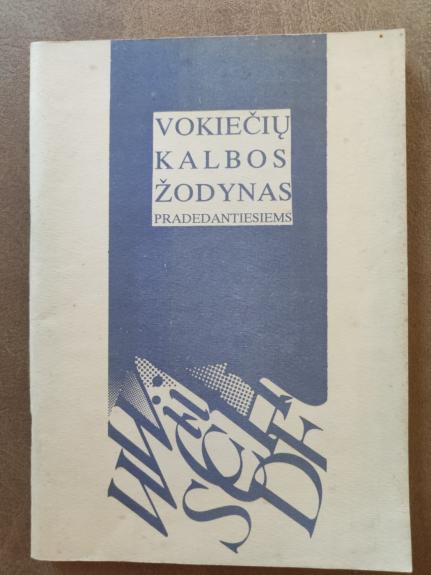 VOKIEČIŲ
KALBOS
ŽODYNAS
PRADEDANTIESIEMS